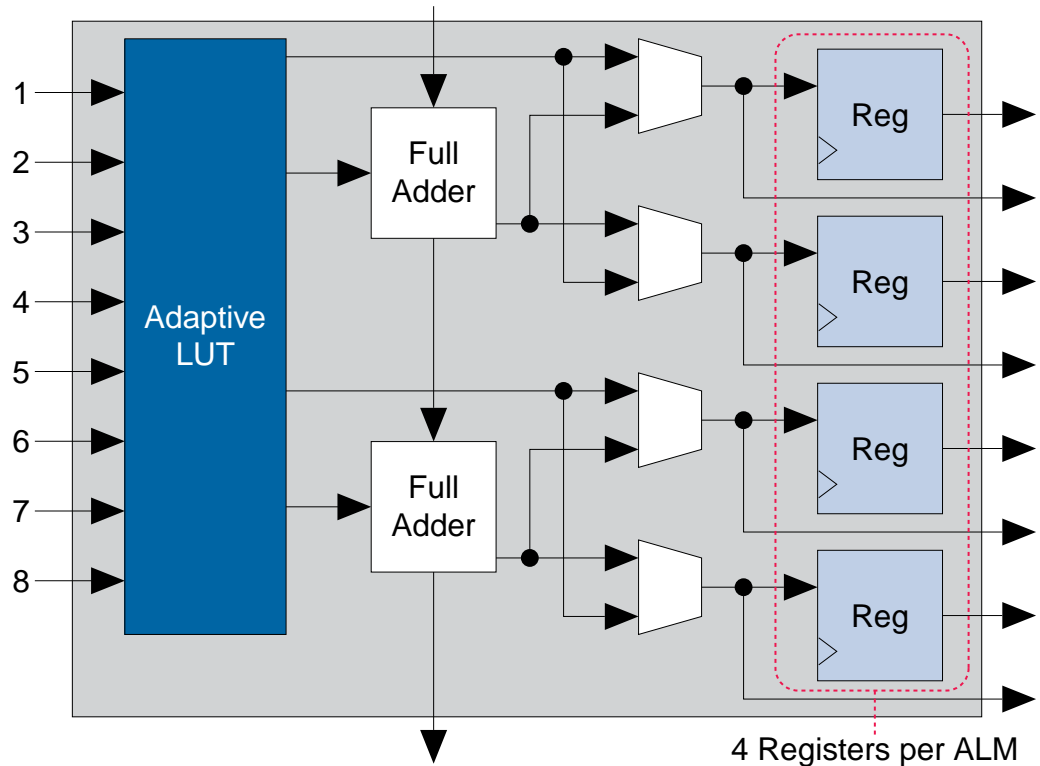 1
2
3
4
5
6
7
8
Adaptive
LUT
Full
Adder
Full
Adder
Reg
Reg
Reg
Reg
4 Registers per ALM